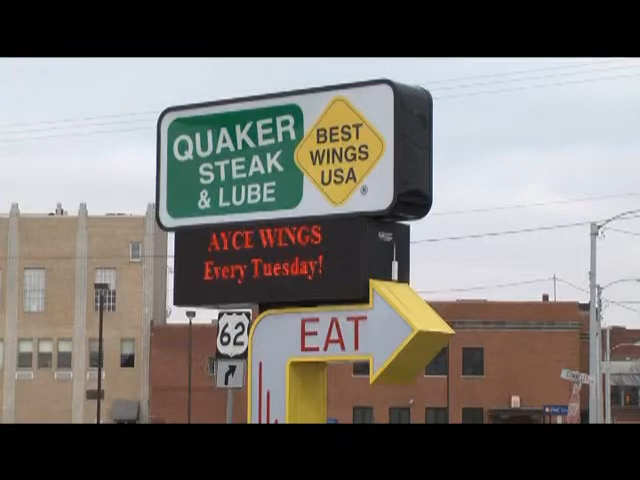 QUAKER
STEAK
& LUBE
BEST
WINGS
USA
®
AYCE WINGS
Every Tuesday!
62
EAT